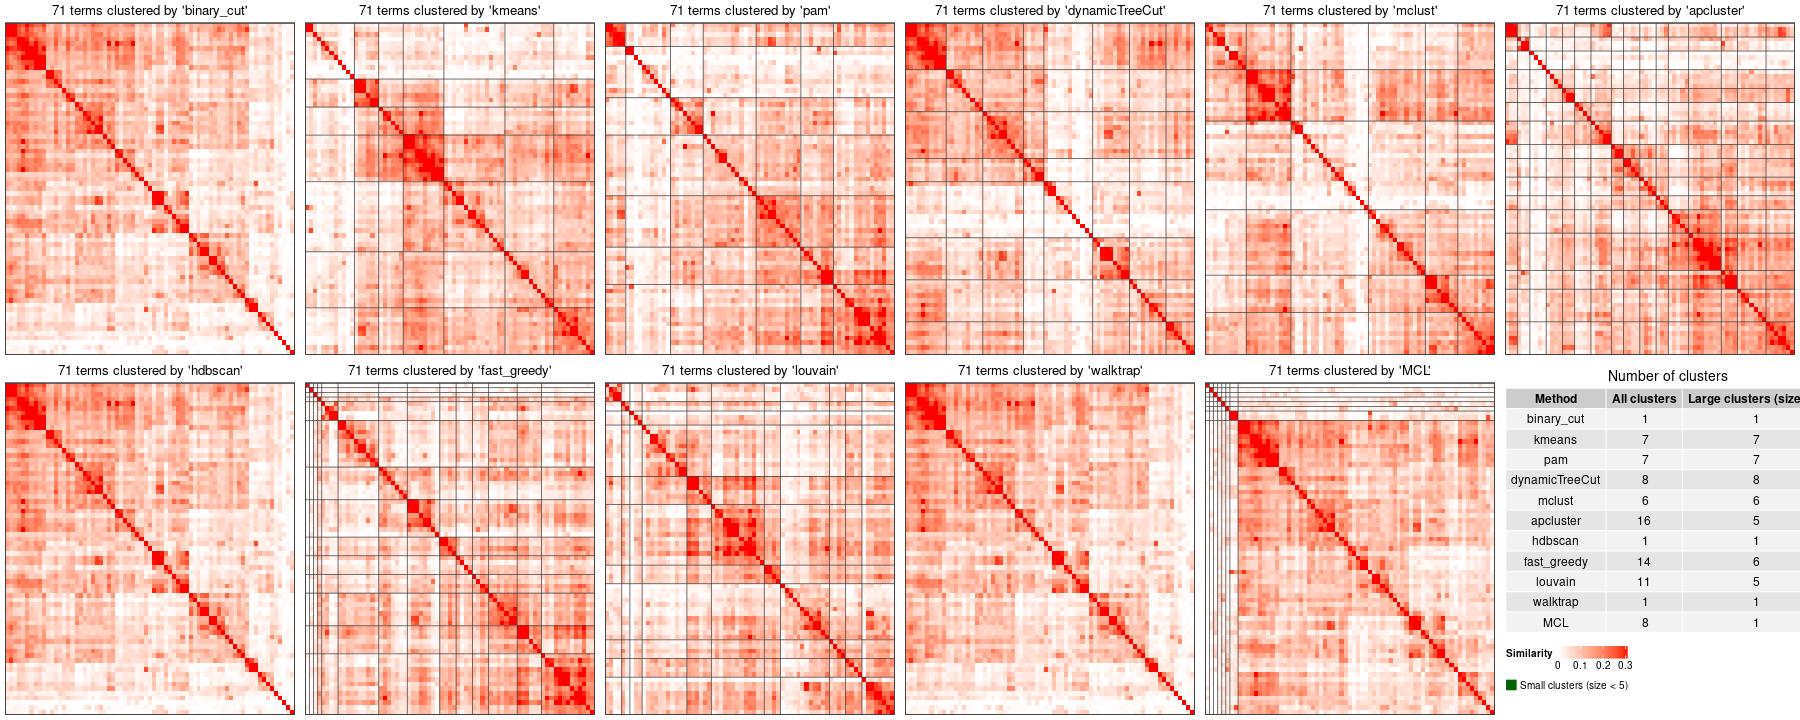 71 terms clustered by 'binary_cut'
71 terms clustered by 'kmeans'
71 terms clustered by 'pam'
71 terms clustered by 'dynamicTreeCut'
71 terms clustered by 'mclust'
71 terms clustered by 'apcluster'
71 terms clustered by 'hdbscan'
71 terms clustered by 'fast_greedy'
71 terms clustered by 'louvain'
71 terms clustered by 'walktrap'
71 terms clustered by 'MCL'
Number of clusters
Method All clusters Large clusters (size
binary_cut 1 1
kmeans 7 7
pam 7 7
dynamicTreeCut 8 8
mclust 6 6
apcluster 16 5
hdbscan 1 1
fast_greedy 14 6
louvain 11 5
walktrap 1 1
MCL 8 1
Similarity
0 0.1 0.2 0.3
Small clusters (size < 5)